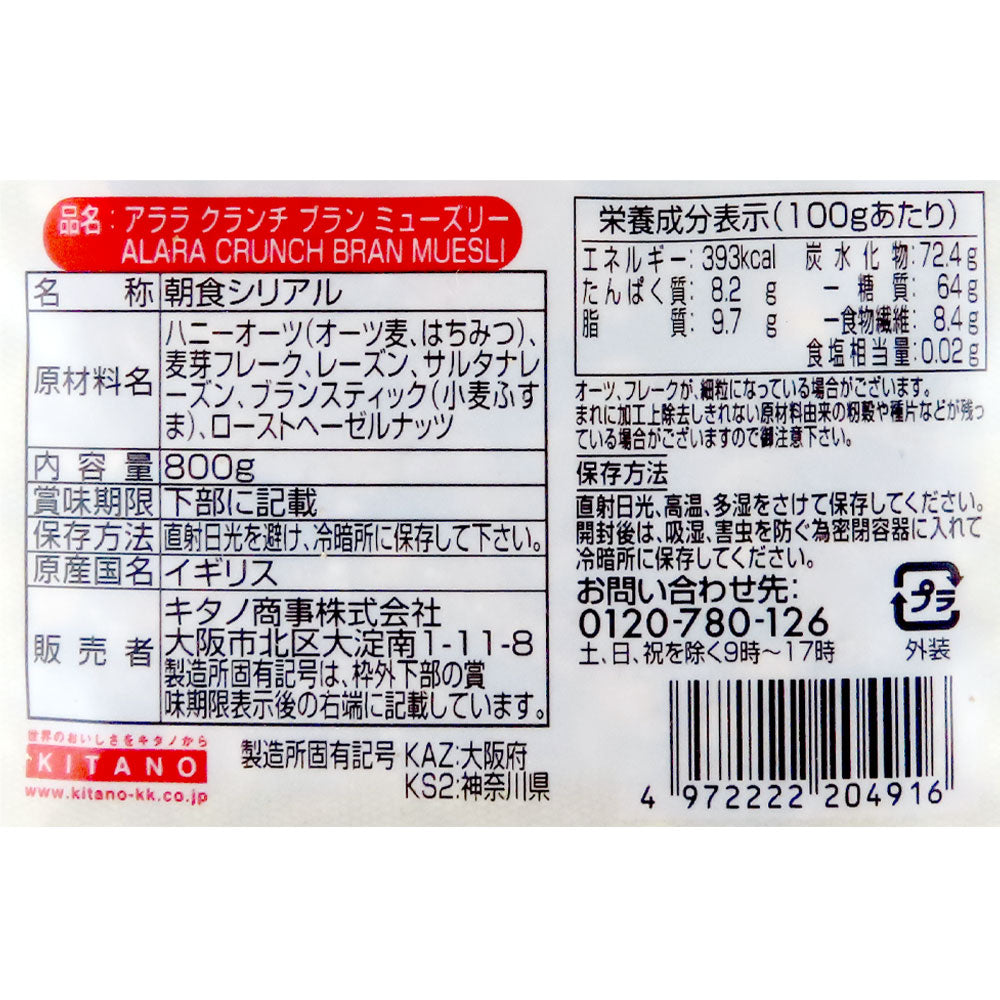 品名：アララ クランチ ブラン ミューズリー
ALARA CRUNCH BRAN MUESLI
名称 朝食シリアル
原材料名 ハニーオーツ(オーツ麦、はちみつ)、
麦芽フレーク、レーズン、サルタナレ
ーズン、ブランスティック(小麦ふす
ま)、ローストヘーゼルナッツ
内容量 800g
賞味期限 下部に記載
保存方法 直射日光を避け、冷暗所に保存して下さい。
原産国名 イギリス
販売者 キタノ商事株式会社
大阪市北区大淀南1-11-8
製造所固有記号は、枠外下部の賞
味期限表示後の右端に記載しています。
世界のおいしさをキタノから
KITANO
www.kitano-kk.co.jp
製造所固有記号 KAZ:大阪府
KS2:神奈川県
栄養成分表示(100gあたり)
エネルギー:393kcal 炭水化物:72.4g
たんぱく質:8.2g ー糖質:64g
脂質:9.7g ー食物繊維:8.4g
食塩相当量:0.02g
オーツ、フレークが、細粒になっている場合がございます。
まれに加工上除去しきれない原材料由来の籾殻や種片などが残っ
ている場合がございますので御注意下さい。
保存方法
直射日光、高温、多湿をさけて保存してください。
開封後は、吸湿、害虫を防ぐ為密閉容器に入れて
冷暗所に保存してください。
お問い合わせ先:
0120-780-126
土、日、祝を除く9時～17時
プラ
外装
4 972222 204916